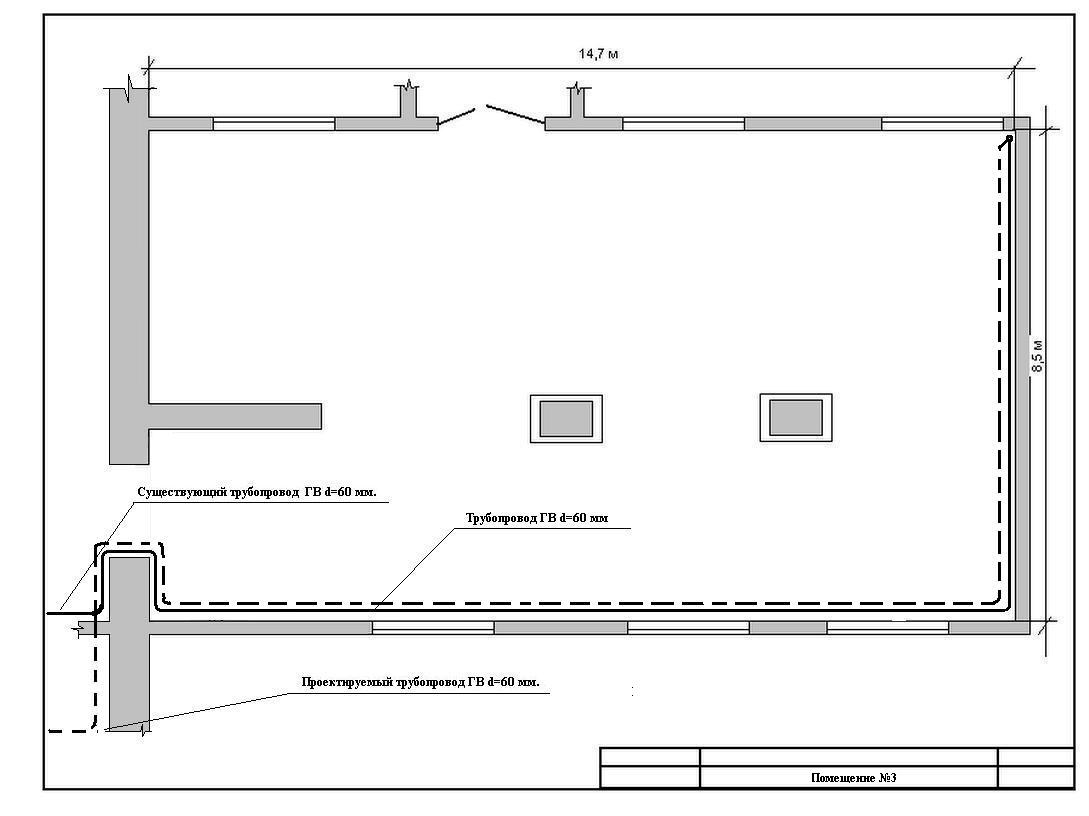 14,7 м
8,5 м
Существующий трубопровод ГВ d=60 мм.
Трубопровод ГВ d=60 мм
Проектируемый трубопровод ГВ d=60 мм.
Помещение №3